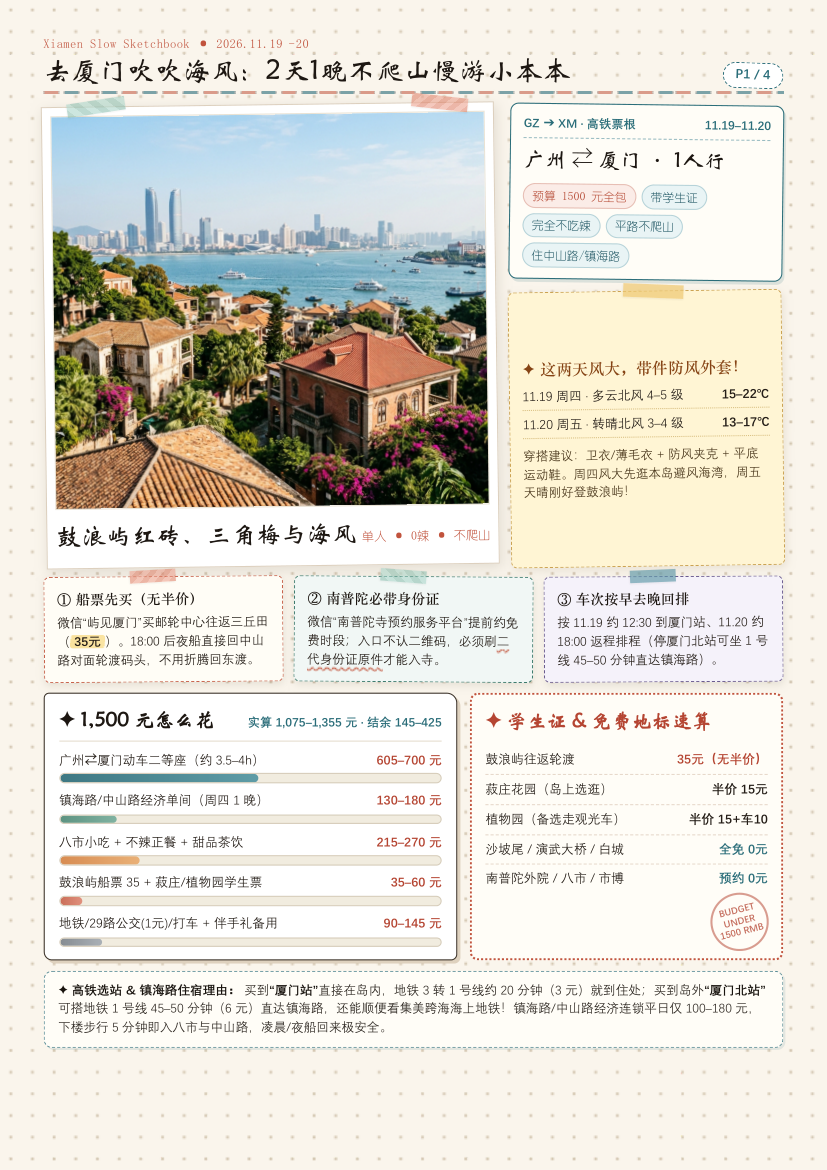 Xiamen Slow Sketchbook ● 2026.11.19 -20
去厦门吹吹海风：2天1晚不爬山慢游小本本
P1 / 4
GZ → XM · 高铁票根 11.19–11.20
广州 ⇄ 厦门 · 1人行
预算 1500 元全包 带学生证
完全不吃辣 平路不爬山
住中山路/镇海路
✦ 这两天风大，带件防风外套！
11.19 周四 · 多云北风 4–5 级 15–22℃
11.20 周五 · 转晴北风 3–4 级 13–17℃
穿搭建议：卫衣/薄毛衣 + 防风夹克 + 平底
运动鞋。周四风大先逛本岛避风海湾，周五
天晴刚好登鼓浪屿！
鼓浪屿红砖、三角梅与海风 单人 ● 0辣 ● 不爬山
① 船票先买（无半价）
微信“屿见厦门”买邮轮中心往返三丘田
（35元）。18:00 后夜船直接回中山
路对面轮渡码头，不用折腾回东渡。
② 南普陀必带身份证
微信“南普陀寺预约服务平台”提前约免
费时段；入口不认二维码，必须刷二
代身份证原件才能入寺。
③ 车次按早去晚回排
按 11.19 约 12:30 到厦门站、11.20 约
18:00 返程排程（停厦门北站可坐 1 号
线 45–50 分钟直达镇海路）。
✦ 1,500 元怎么花 实算 1,075–1,355 元 · 结余 145–425
广州⇄厦门动车二等座（约 3.5–4h） 605–700 元
镇海路/中山路经济单间（周四 1 晚） 130–180 元
八市小吃 + 不辣正餐 + 甜品茶饮 215–270 元
鼓浪屿船票 35 + 菽庄/植物园学生票 35–60 元
地铁/29路公交(1元)/打车 + 伴手礼备用 90–145 元
✦ 学生证 & 免费地标速算
鼓浪屿往返轮渡 35元（无半价）
菽庄花园（岛上选逛） 半价 15元
植物园（备选走观光车） 半价 15+车10
沙坡尾 / 演武大桥 / 白城 全免 0元
南普陀外院 / 八市 / 市博 预约 0元
BUDGET
UNDER
1500 RMB
✦ 高铁选站 & 镇海路住宿理由： 买到“厦门站”直接在岛内，地铁 3 转 1 号线约 20 分钟（3 元）就到住处；买到岛外“厦门北站”
可搭地铁 1 号线 45–50 分钟（6 元）直达镇海路，还能顺便看集美跨海海上地铁！镇海路/中山路经济连锁平日仅 100–180 元，
下楼步行 5 分钟即入八市与中山路，凌晨/夜船回来极安全。